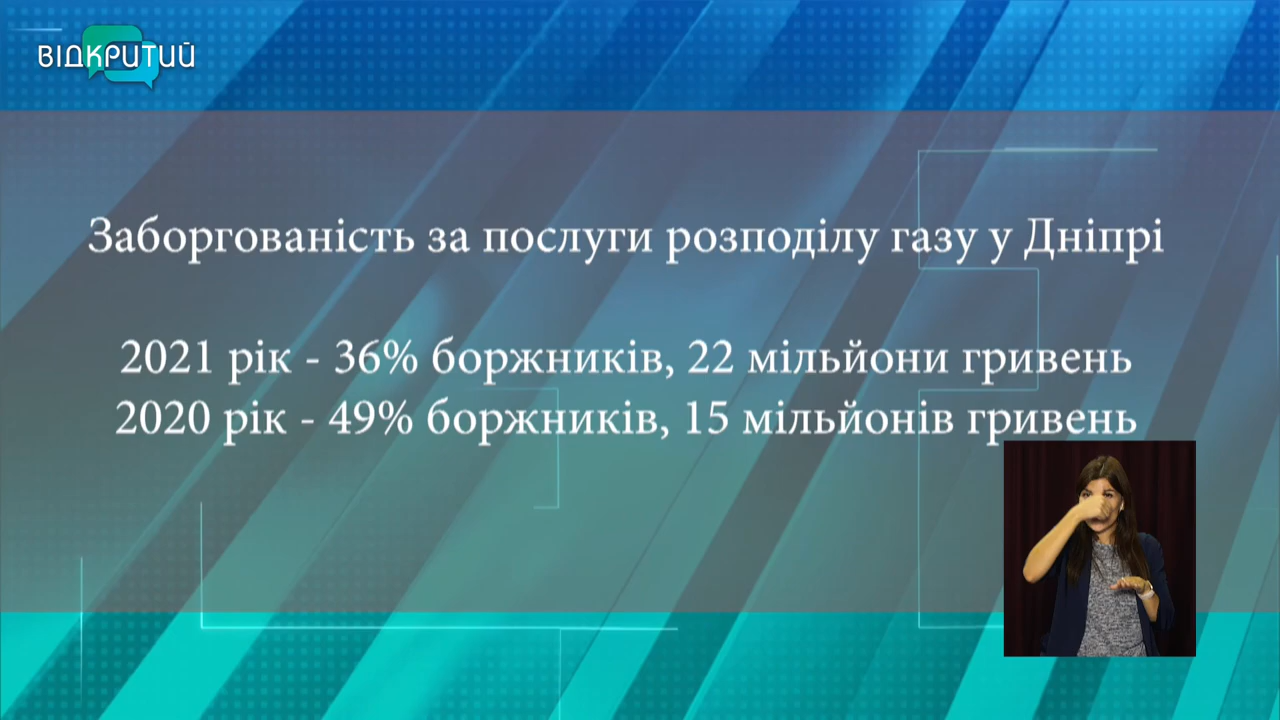 ВІДКРИТИЙ
Заборгованість за послуги розподілу газу у Дніпрі
2021 рік - 36% боржників, 22 мільйони гривень
2020 рік - 49% боржників, 15 мільйонів гривень